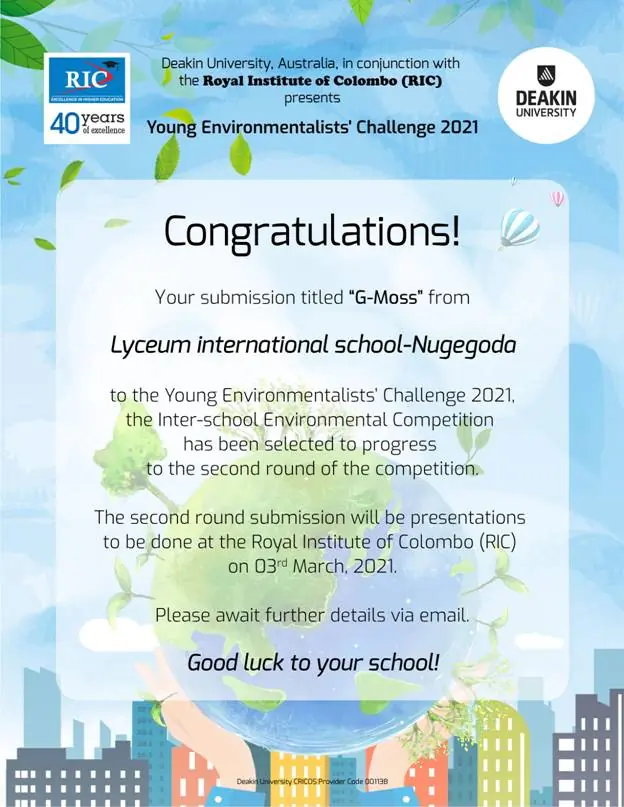 RIC
EXCELLENCE IN HIGHER EDUCATION
40 years
of excellence
Deakin University, Australia, in conjunction with
the Royal Institute of Colombo (RIC)
presents
Young Environmentalists' Challenge 2021
DEAKIN
UNIVERSITY
Congratulations!
Your submission titled "G-Moss" from
Lyceum international school-Nugegoda
to the Young Environmentalists' Challenge 2021,
the Inter-school Environmental Competition
has been selected to progress
to the second round of the competition.
The second round submission will be presentations
to be done at the Royal Institute of Colombo (RIC)
on 03rd March, 2021.
Please await further details via email.
Good luck to your school!
Deakin University CRICOS Provider Code 00113B